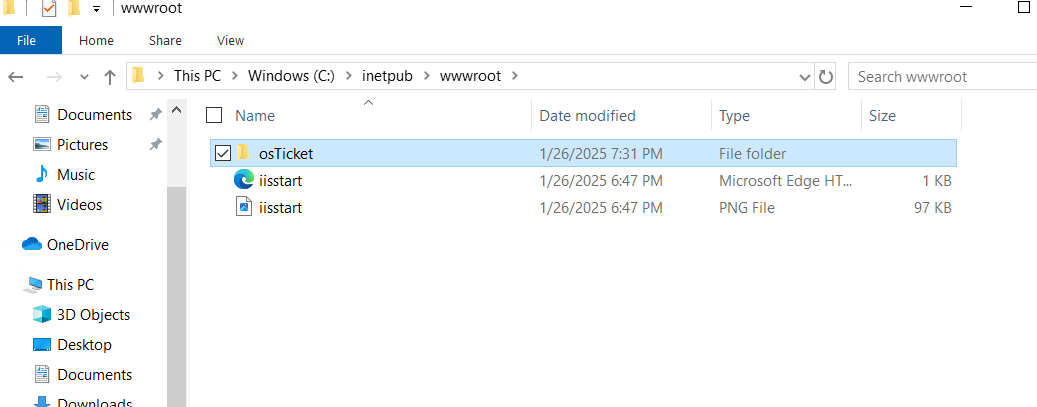 wwwroot
File Home Share View
This PC Windows (C:) inetpub wwwroot Search wwwroot
Documents
Pictures
Music
Videos
OneDrive
This PC
3D Objects
Desktop
Documents
Downloads
Name Date modified Type Size
osTicket 1/26/2025 7:31 PM File folder
iisstart 1/26/2025 6:47 PM Microsoft Edge HT... 1 KB
iisstart 1/26/2025 6:47 PM PNG File 97 KB